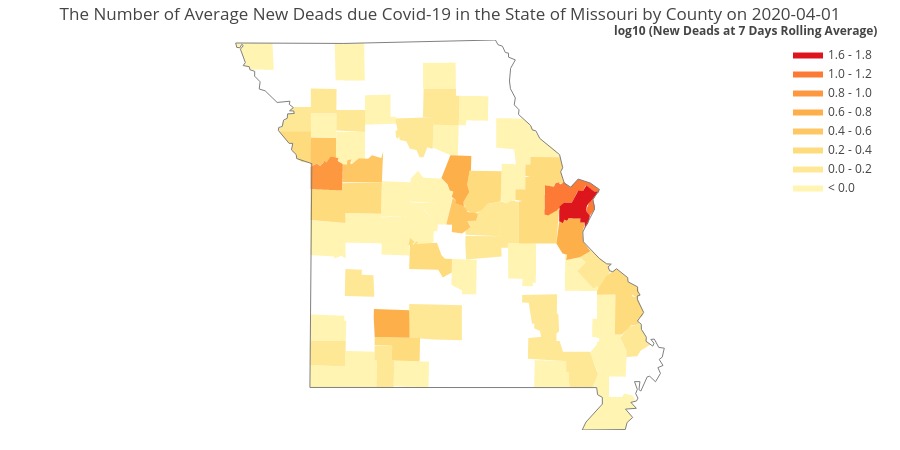 The Number of Average New Deads due Covid-19 in the State of Missouri by County on 2020-04-01
log10 (New Deads at 7 Days Rolling Average)
1.6 - 1.8
1.0 - 1.2
0.8 - 1.0
0.6 - 0.8
0.4 - 0.6
0.2 - 0.4
0.0 - 0.2
< 0.0